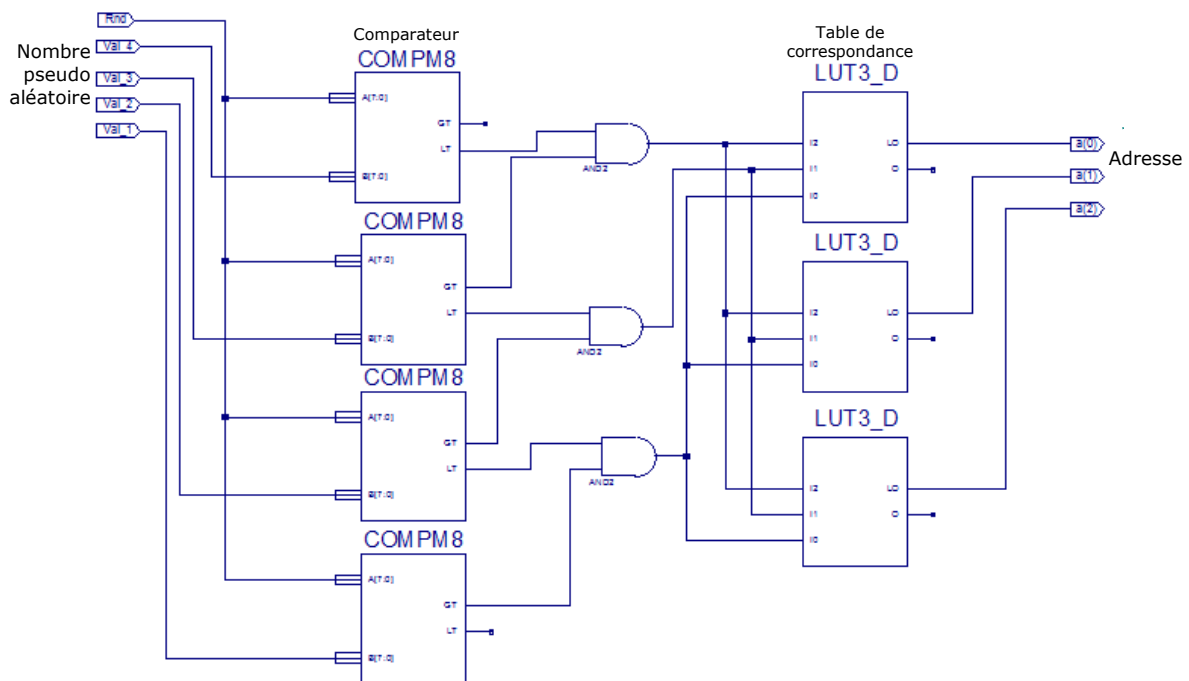 Rnd
Val_4
Val_3
Val_2
Val_1
Nombre
pseudo
aléatoire
Comparateur
COMPM8
A[7:0]
GT
LT
B[7:0]
COMPM8
A[7:0]
GT
LT
B[7:0]
COMPM8
A[7:0]
GT
LT
B[7:0]
COMPM8
A[7:0]
GT
LT
B[7:0]
AND2
AND2
AND2
Table de
correspondance
LUT3_D
I2
I1
I0
LO
O
LUT3_D
I2
I1
I0
LO
O
LUT3_D
I2
I1
I0
LO
O
a(0)
a(1)
a(2)
Adresse